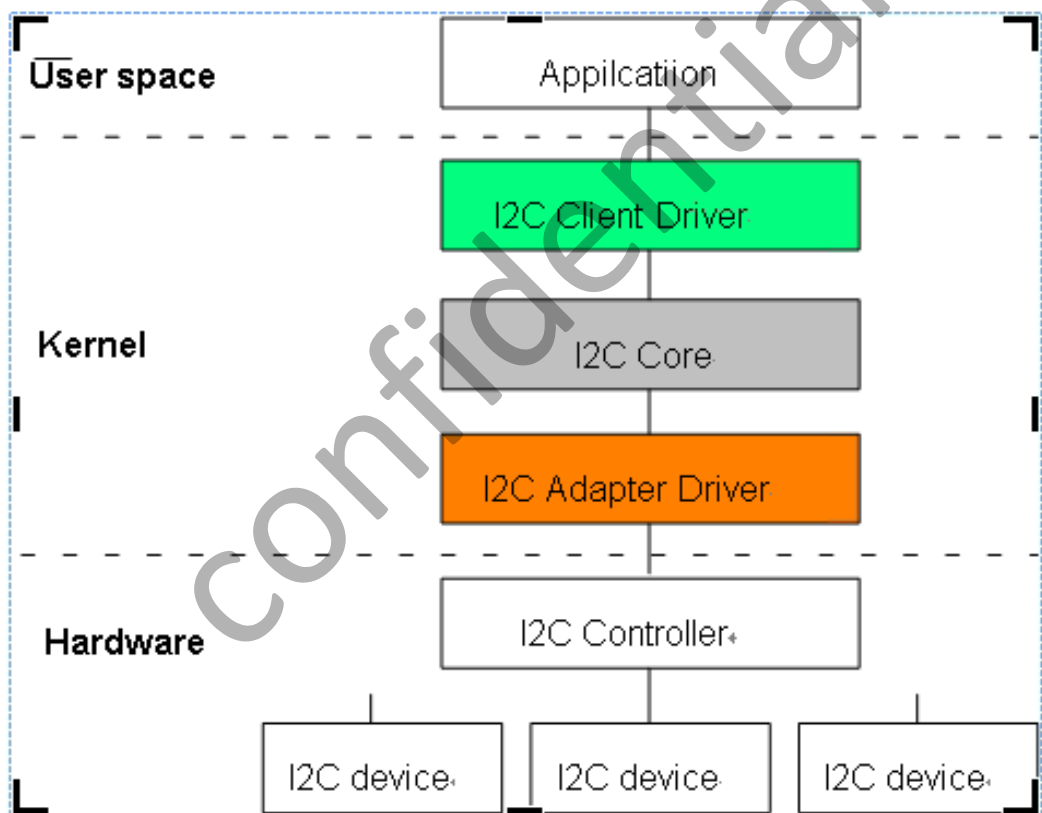 User space
Appilcatiion
I2C Client Driver
Kernel
I2C Core
I2C Adapter Driver
Hardware
I2C Controller
I2C device
I2C device
I2C device
confidential